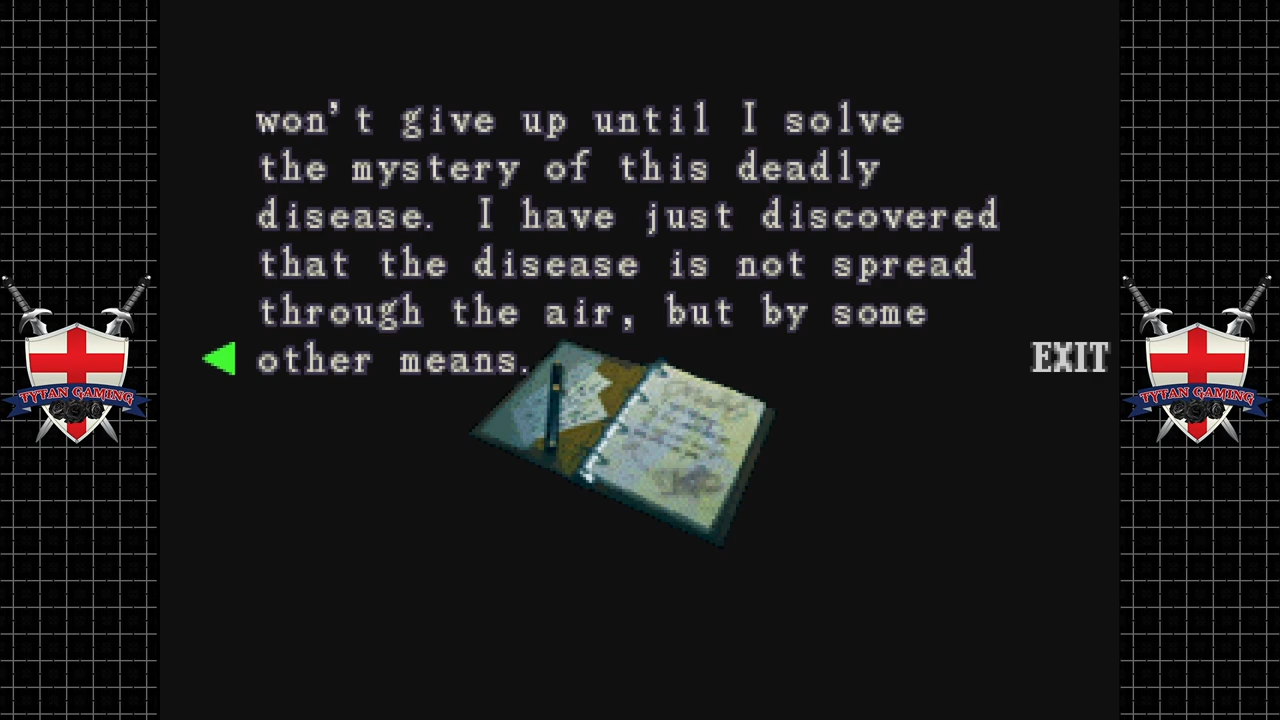 won't give up until I solve
the mystery of this deadly
disease. I have just discovered
that the disease is not spread
through the air, but by some
other means.
EXIT
TYTAN GAMING
TYTAN GAMING